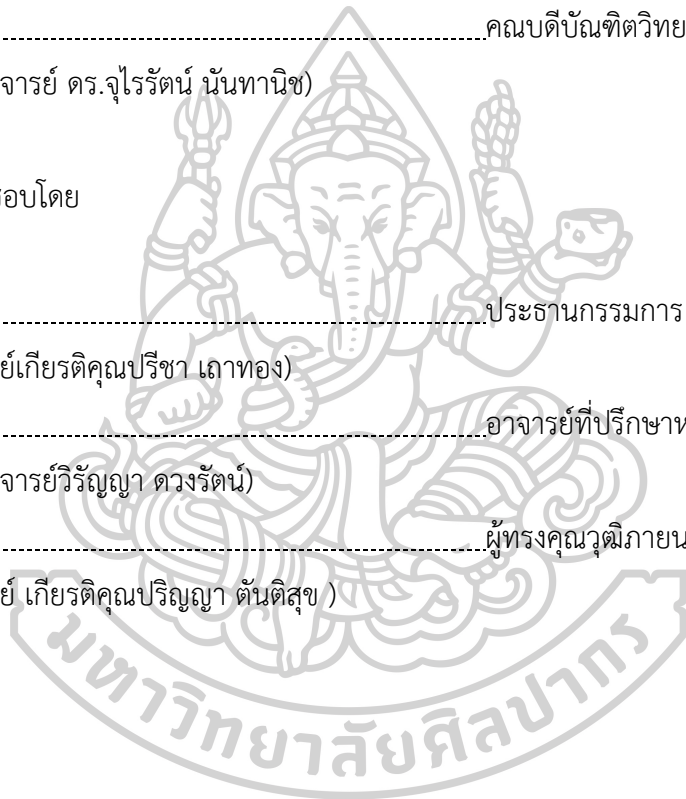 คณบดีบัณฑิตวิทย
จารย์ ดร.จุไรรัตน์ นันทานิช)
อบโดย
ประธานกรรมการ
ย์เกียรติคุณปรีชา เถาทอง)
อาจารย์ที่ปรึกษาห
จารย์วิรัญญา ดวงรัตน์)
ผู้ทรงคุณวุฒิภายน
ย์ เกียรติคุณปริญญา ตันติสุข )
มหาวิทยาลัยศิลปากร